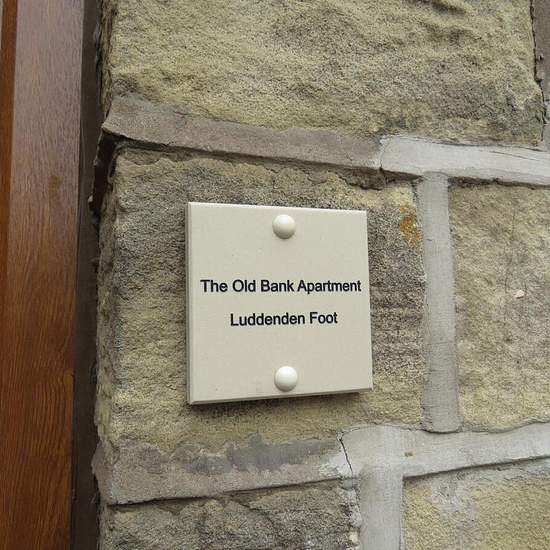 The Old Bank Apartment
Luddenden Foot